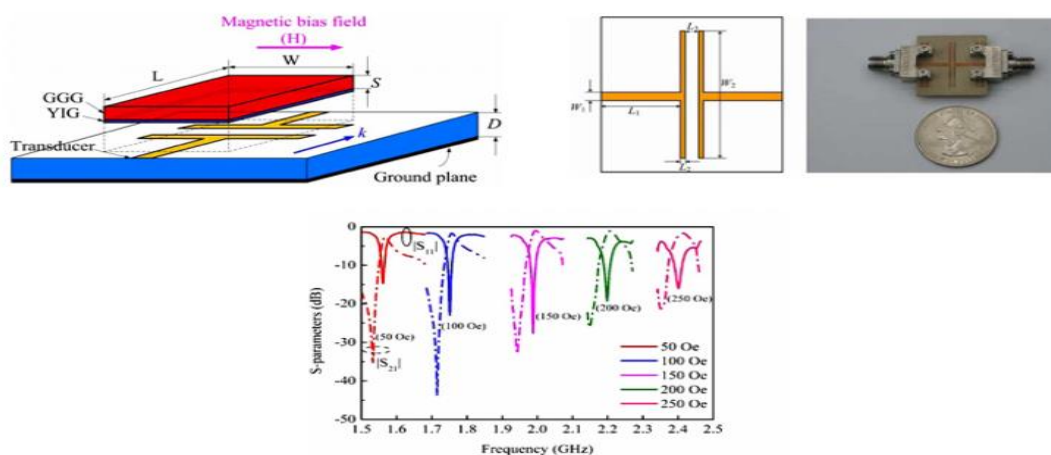 Magnetic bias field
(H)
L
W
S
GGG
YIG
D
k
Transducer
Ground plane
L₂
W₁
W₂
L₁
L₂
0
-10
-20
-30
-40
-50
S-parameters (dB)
|S₁₁|
(50 Oe)
(100 Oe)
(150 Oe)
(200 Oe)
(250 Oe)
|S₂₁|
50 Oe
100 Oe
150 Oe
200 Oe
250 Oe
1.5 1.6 1.7 1.8 1.9 2.0 2.1 2.2 2.3 2.4 2.5
Frequency (GHz)